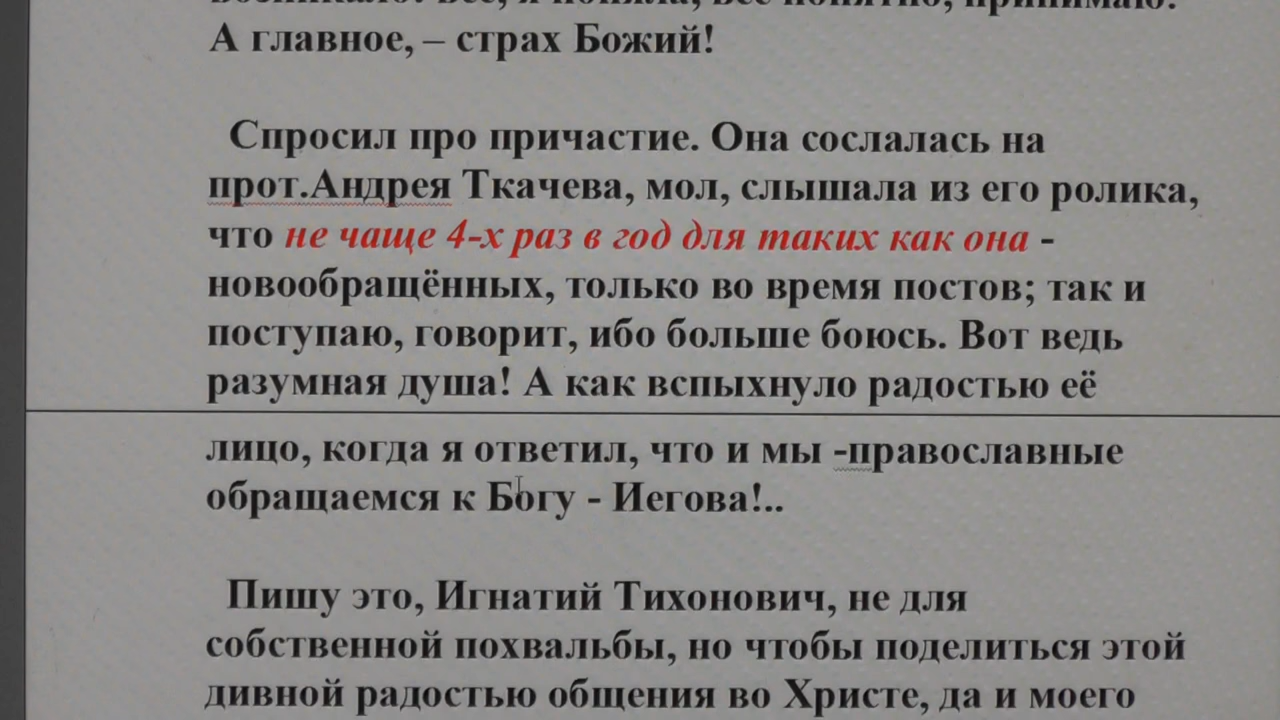 А главное, – страх Божий!
Спросил про причастие. Она сослалась на
прот.Андрея Ткачева, мол, слышала из его ролика,
что не чаще 4-х раз в год для таких как она -
новообращённых, только во время постов; так и
поступаю, говорит, ибо больше боюсь. Вот ведь
разумная душа! А как вспыхнуло радостью её
лицо, когда я ответил, что и мы -православные
обращаемся к Богу - Иегова!..
Пишу это, Игнатий Тихонович, не для
собственной похвальбы, но чтобы поделиться этой
дивной радостью общения во Христе, да и моего